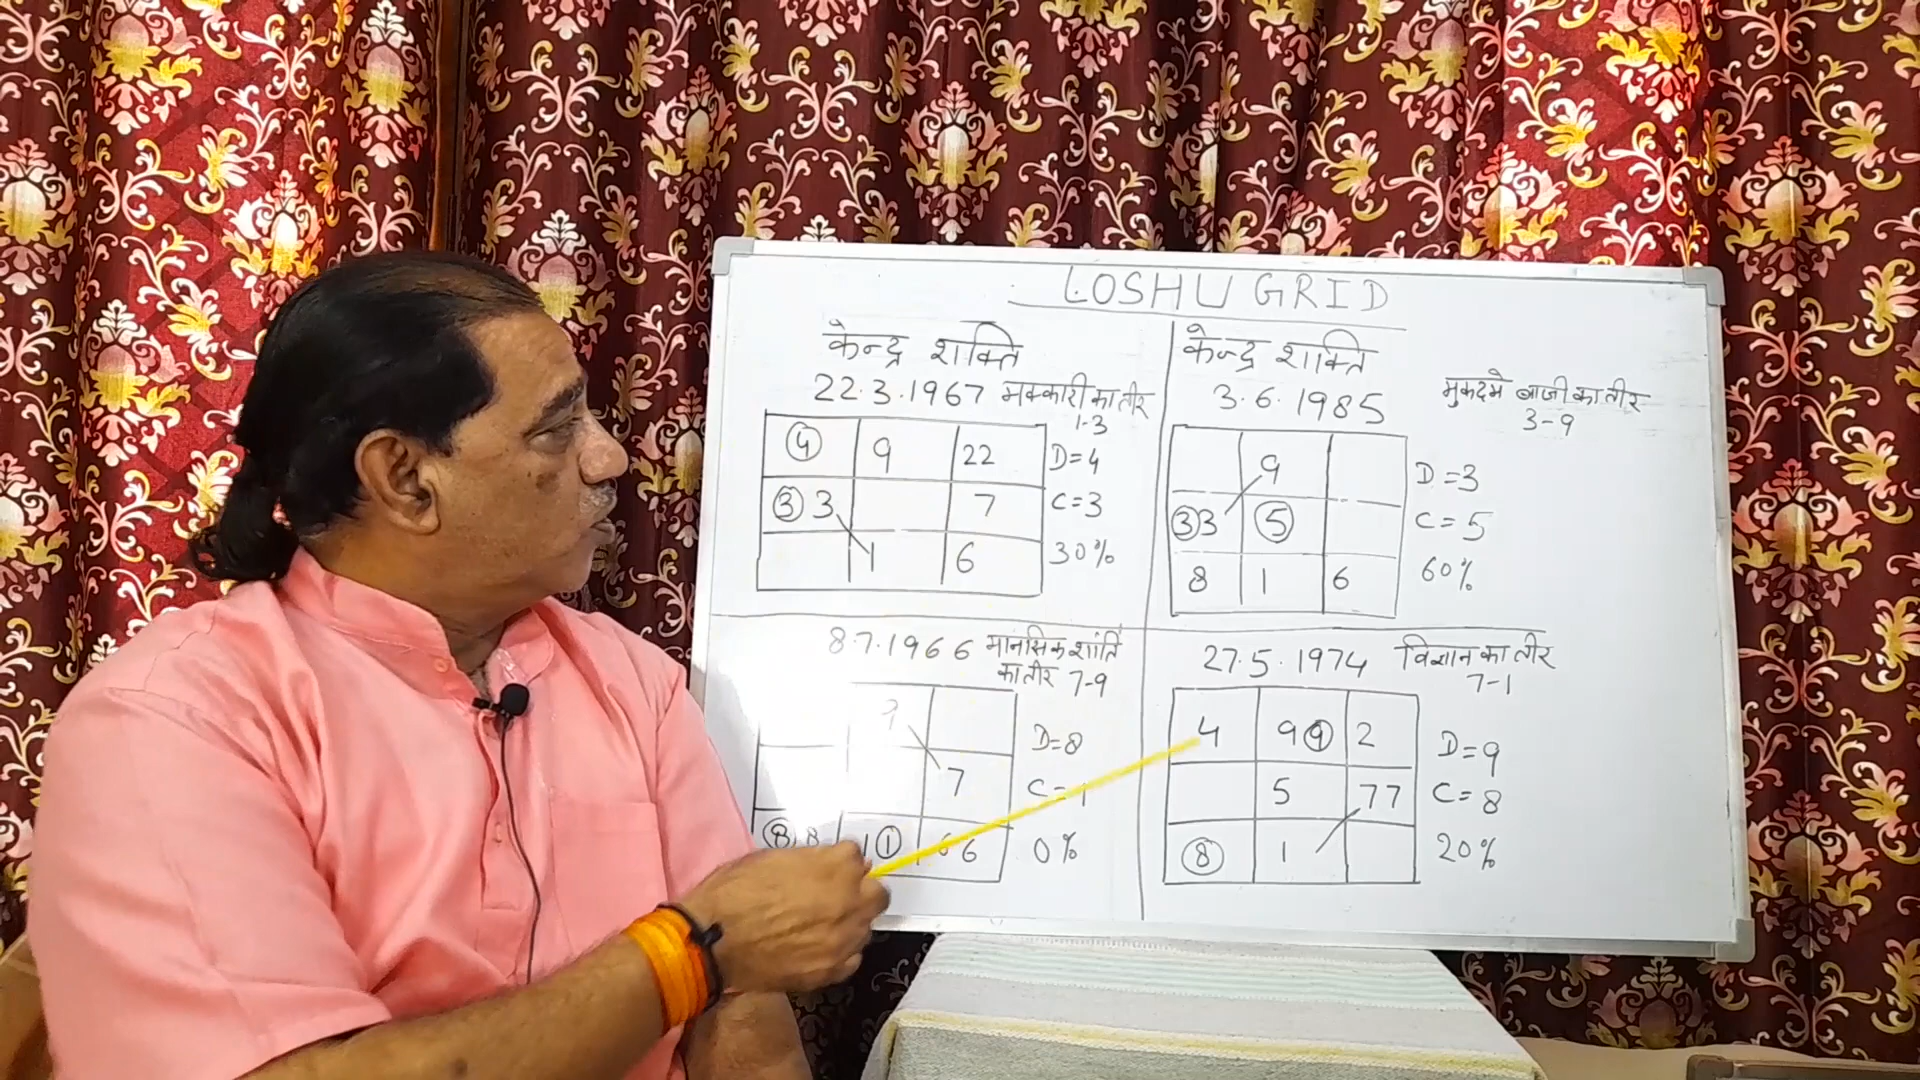 LOSHU GRID
केन्द्र शक्ति
22.3.1967 मक्कारी का तीर
1-3
4 9 22
3 3 7
1 6
D=4
C=3
30%
केन्द्र शक्ति
3.6.1985
मुकदमे बाजी का तीर
3-9
9
3 3 5
8 1 6
D=3
C=5
60%
8.7.1966 मानसिक शांति
का तीर 7-9
9
7
8 8 1 1 6 6
D=8
C=1
0%
27.5.1974 विज्ञान का तीर
7-1
4 9 9 2
5 77
8 1
D=9
C=8
20%